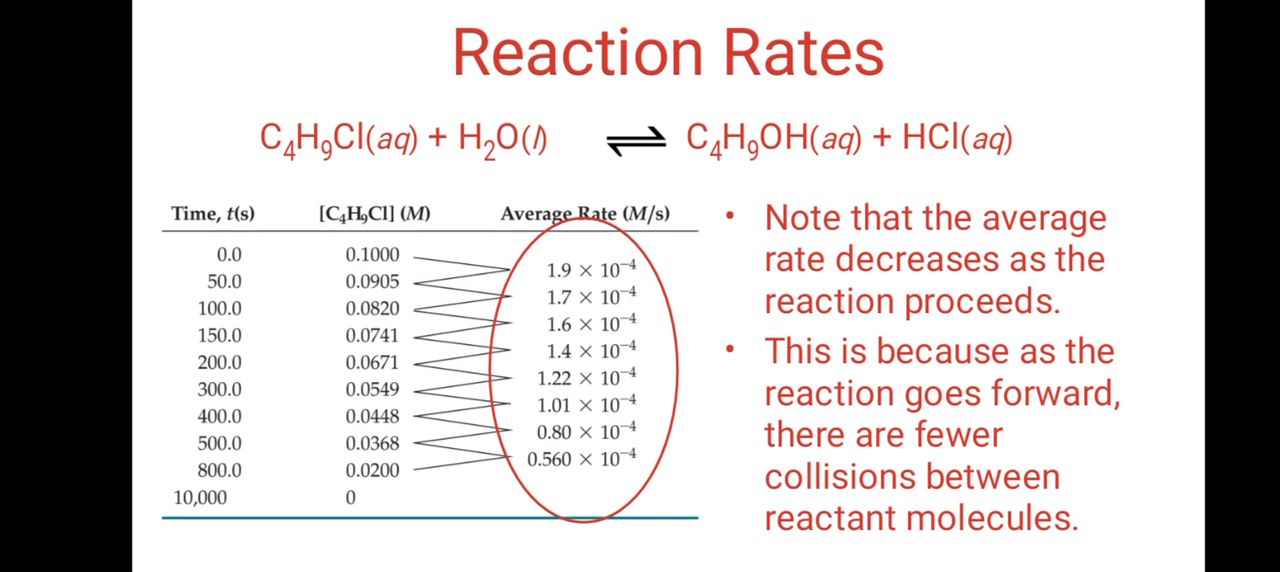 Reaction Rates
C₄H₉Cl(aq) + H₂O(l) ⇌ C₄H₉OH(aq) + HCl(aq)
Time, t(s) [C₄H₉Cl] (M) Average Rate (M/s)
0.0 0.1000
1.9 × 10⁻⁴
50.0 0.0905
1.7 × 10⁻⁴
100.0 0.0820
1.6 × 10⁻⁴
150.0 0.0741
1.4 × 10⁻⁴
200.0 0.0671
1.22 × 10⁻⁴
300.0 0.0549
1.01 × 10⁻⁴
400.0 0.0448
0.80 × 10⁻⁴
500.0 0.0368
0.560 × 10⁻⁴
800.0 0.0200
10,000 0
• Note that the average
rate decreases as the
reaction proceeds.
• This is because as the
reaction goes forward,
there are fewer
collisions between
reactant molecules.